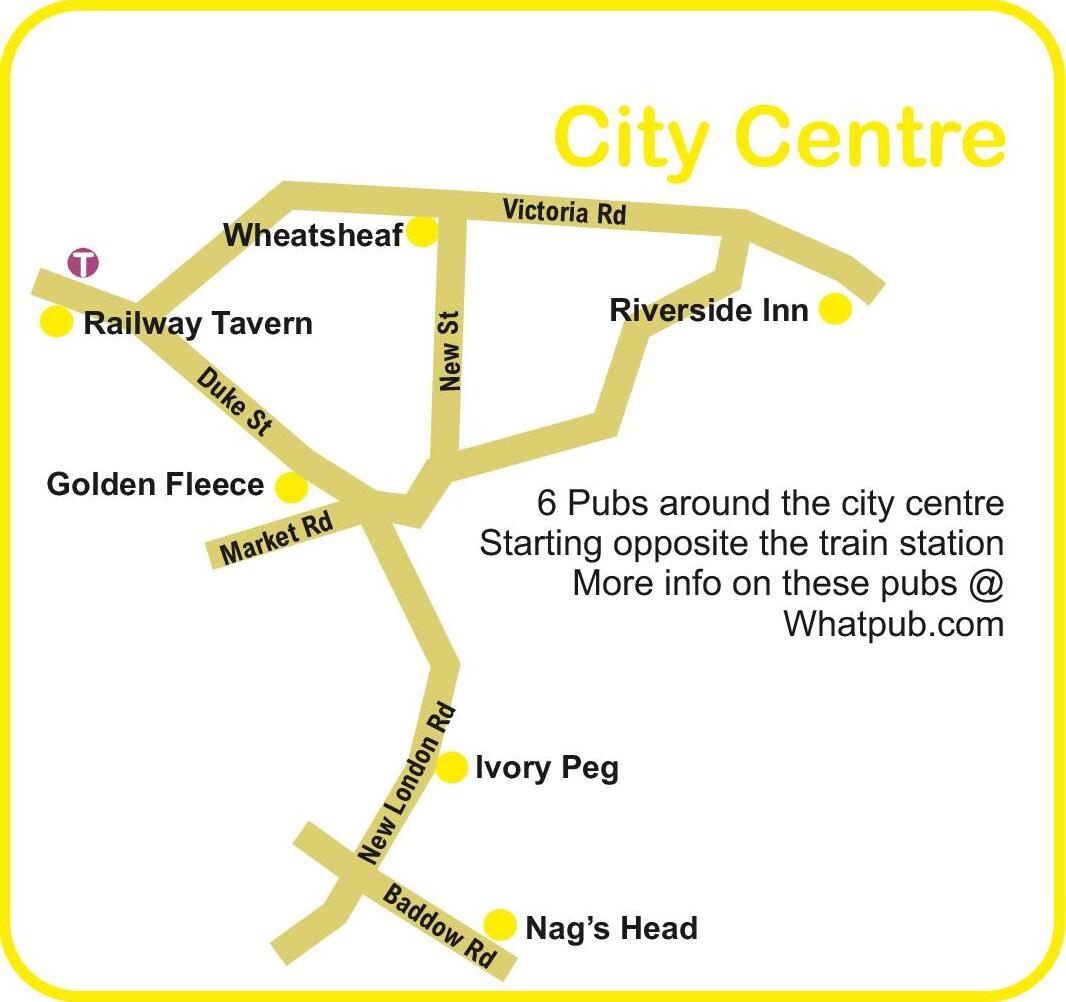 City Centre
Victoria Rd
Wheatsheaf
T
Riverside Inn
Railway Tavern
New St
Duke St
Golden Fleece
Market Rd
6 Pubs around the city centre
Starting opposite the train station
More info on these pubs @
Whatpub.com
New London Rd
Ivory Peg
Baddow Rd
Nag's Head